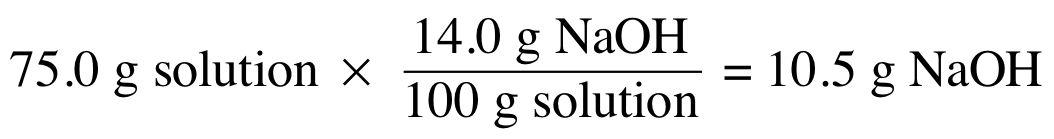 75.0 g solution × 14.0 g NaOH / 100 g solution = 10.5 g NaOH